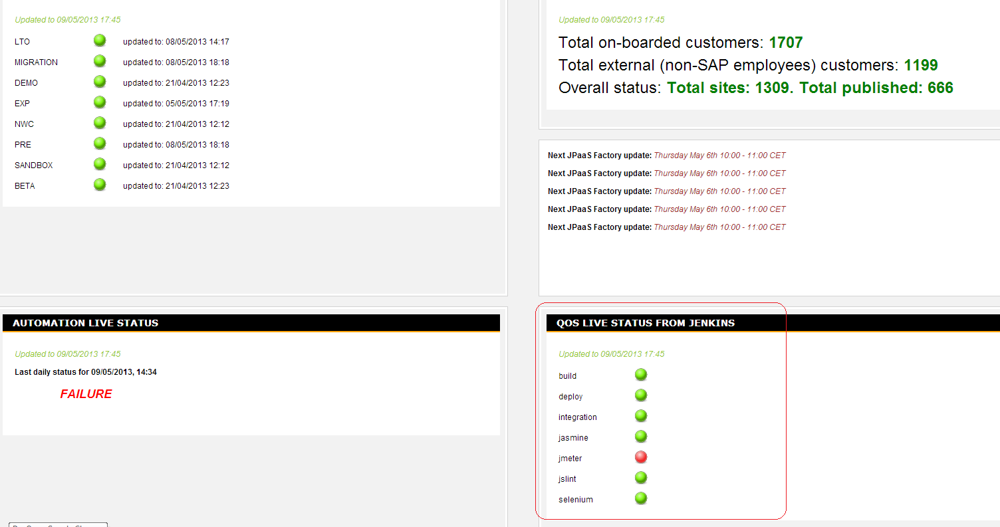 Updated to 09/05/2013 17:45
LTO updated to: 08/05/2013 14:17
MIGRATION updated to: 08/05/2013 18:18
DEMO updated to: 21/04/2013 12:23
EXP updated to: 05/05/2013 17:19
NWC updated to: 21/04/2013 12:12
PRE updated to: 08/05/2013 18:18
SANDBOX updated to: 21/04/2013 12:12
BETA updated to: 21/04/2013 12:23
Updated to 09/05/2013 17:45
Total on-boarded customers: 1707
Total external (non-SAP employees) customers: 1199
Overall status: Total sites: 1309. Total published: 666
Next JPaaS Factory update: Thursday May 6th 10:00 - 11:00 CET
Next JPaaS Factory update: Thursday May 6th 10:00 - 11:00 CET
Next JPaaS Factory update: Thursday May 6th 10:00 - 11:00 CET
Next JPaaS Factory update: Thursday May 6th 10:00 - 11:00 CET
Next JPaaS Factory update: Thursday May 6th 10:00 - 11:00 CET
AUTOMATION LIVE STATUS
Updated to 09/05/2013 17:45
Last daily status for 09/05/2013, 14:34
FAILURE
QOS LIVE STATUS FROM JENKINS
Updated to 09/05/2013 17:45
build
deploy
integration
jasmine
jmeter
jslint
selenium